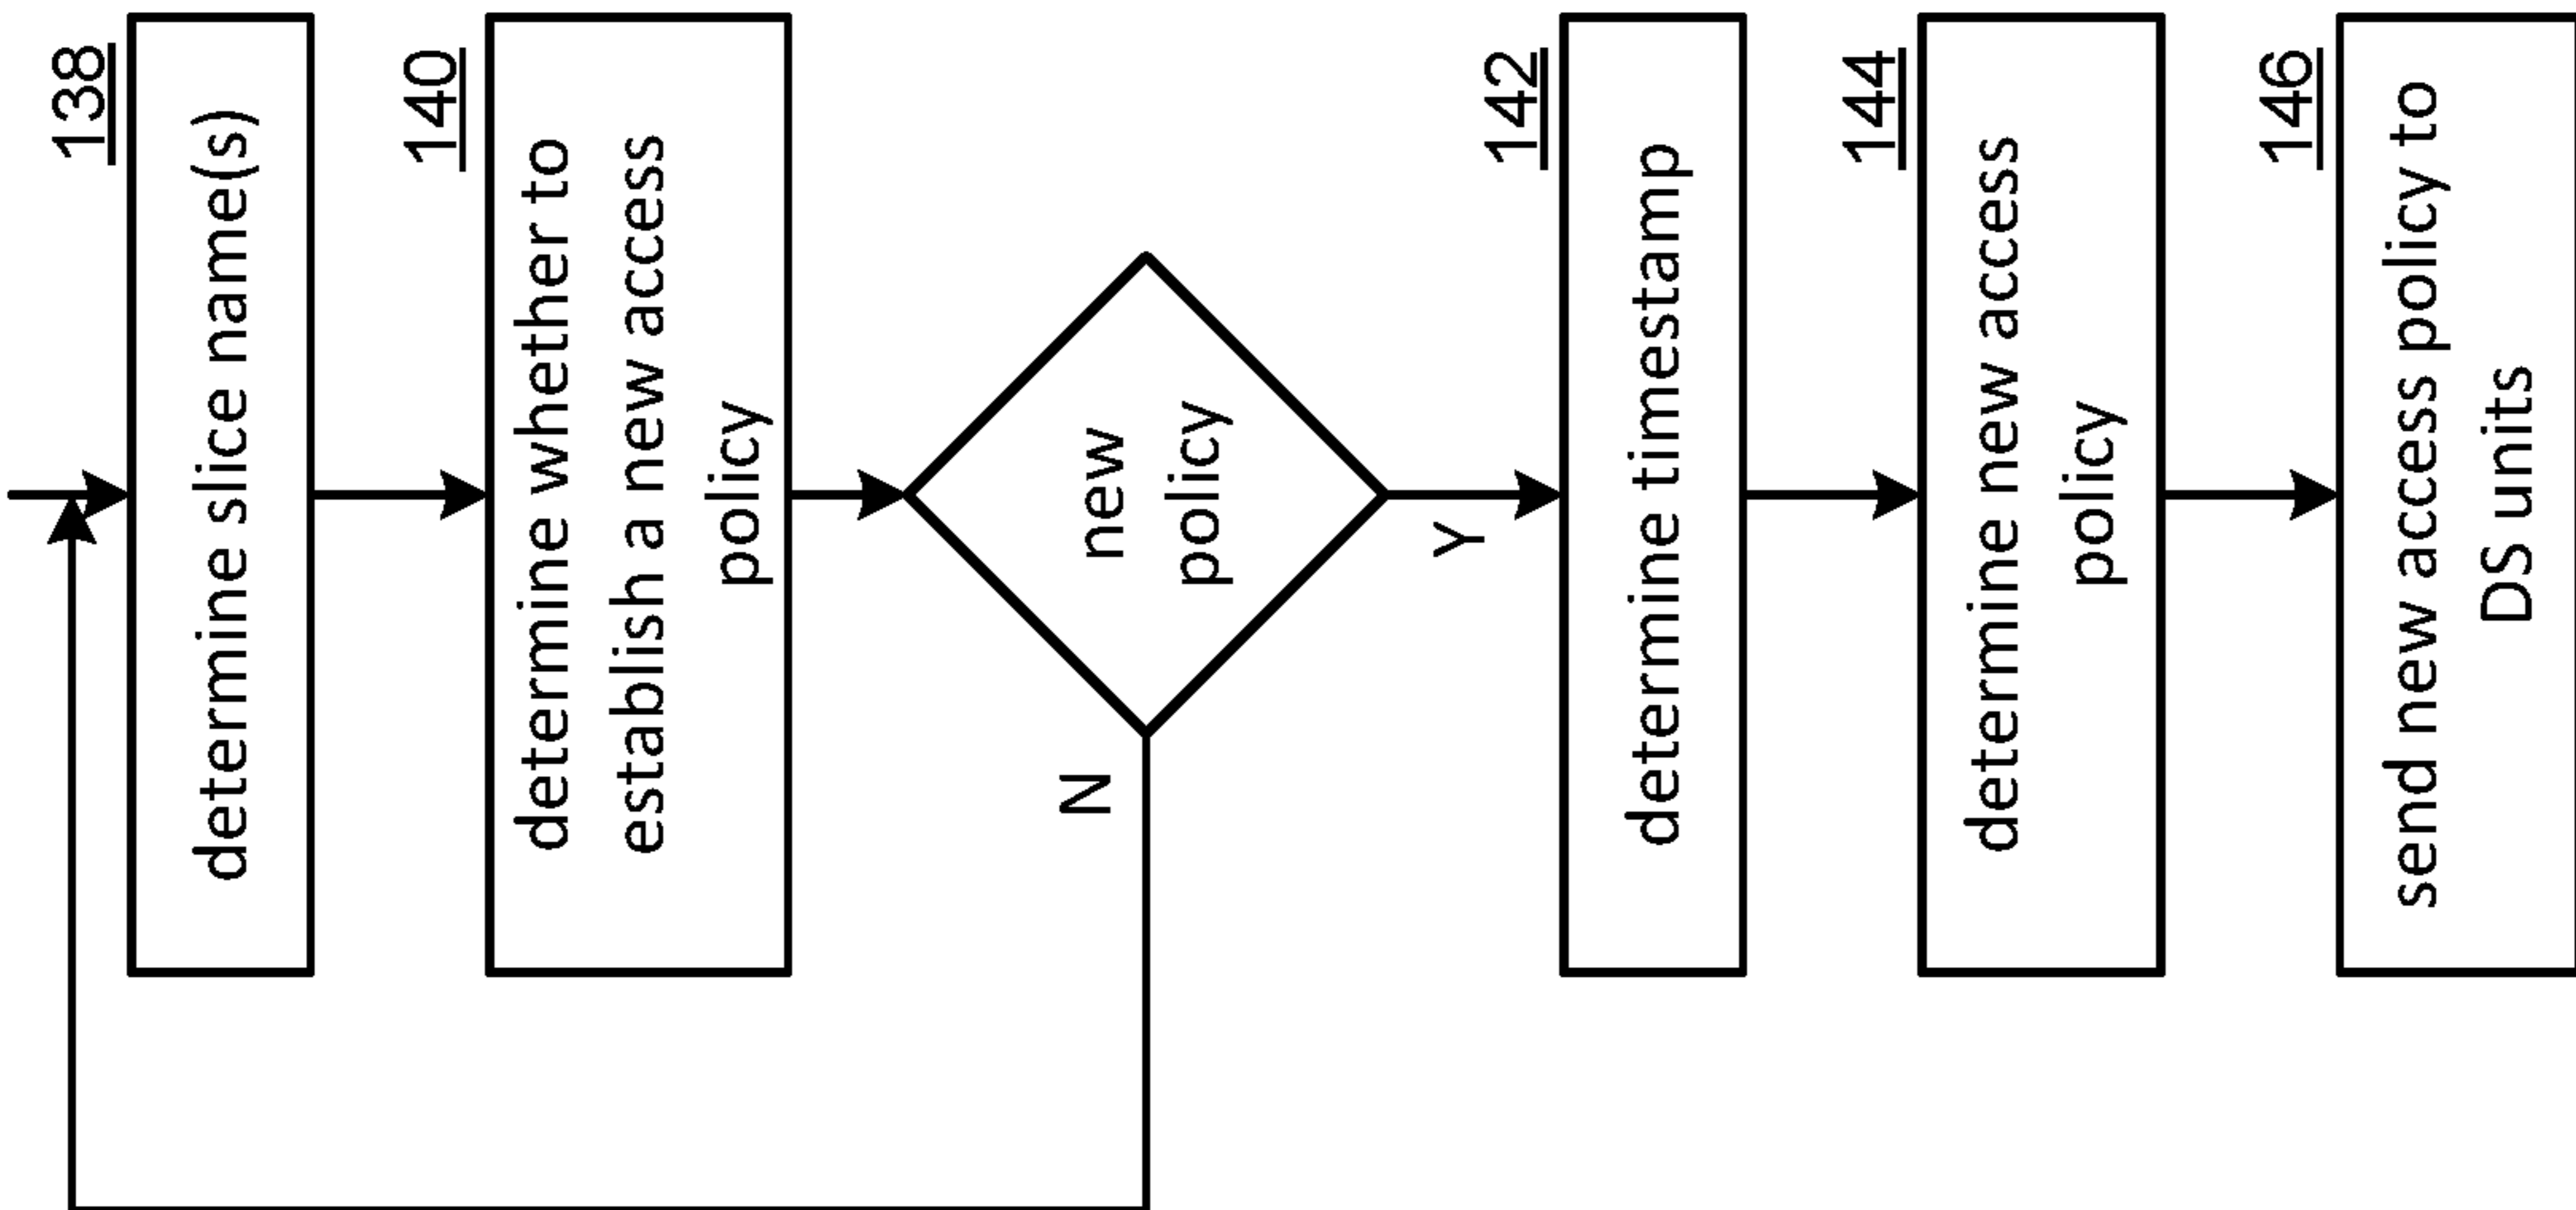 138
determine slice name(s)
140
determine whether to
establish a new access
policy
new
policy
N
Y
142
determine timestamp
144
determine new access
policy
146
send new access policy to
DS units